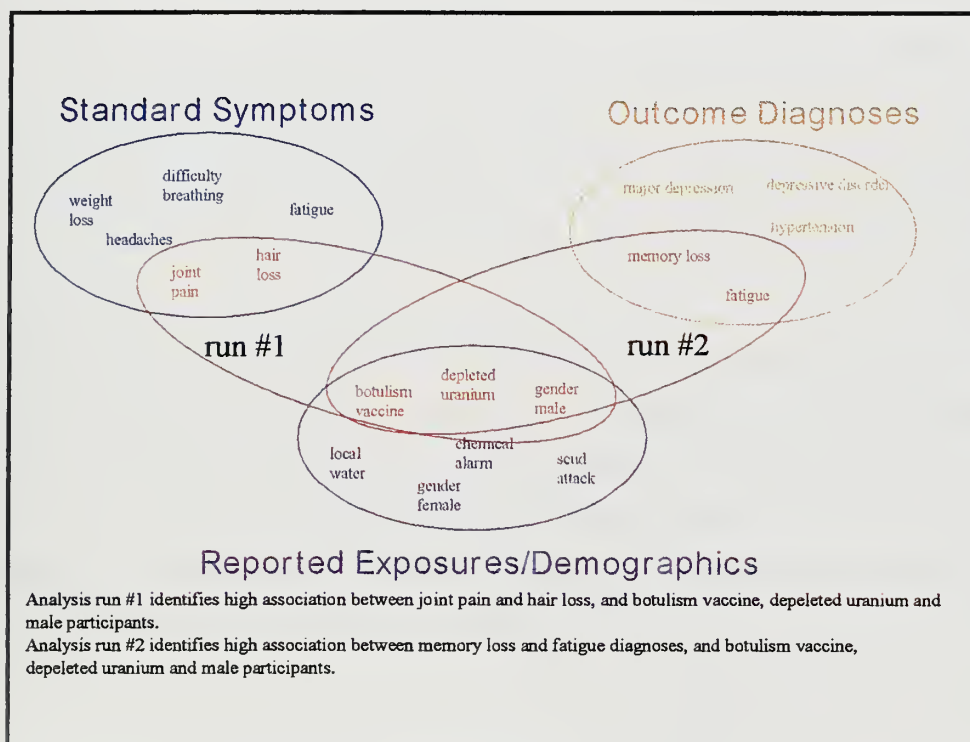 Standard Symptoms
Outcome Diagnoses
difficulty
breathing
weight
loss
fatigue
headaches
joint
pain
hair
loss
major depression
depressive disorder
hypertension
memory loss
fatigue
run #1
run #2
botulism
vaccine
depleted
uranium
gender
male
local
water
chemical
alarm
scud
attack
gender
female
Reported Exposures/Demographics
Analysis run #1 identifies high association between joint pain and hair loss, and botulism vaccine, depeleted uranium and
male participants.
Analysis run #2 identifies high association between memory loss and fatigue diagnoses, and botulism vaccine,
depeleted uranium and male participants.